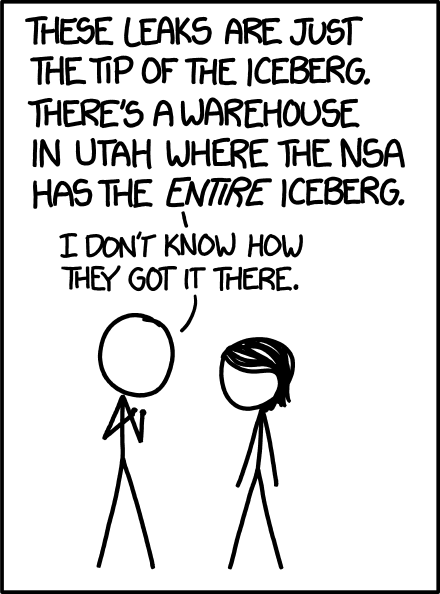 THESE LEAKS ARE JUST
THE TIP OF THE ICEBERG.
THERE'S A WAREHOUSE
IN UTAH WHERE THE NSA
HAS THE ENTIRE ICEBERG.
I DON'T KNOW HOW
THEY GOT IT THERE.